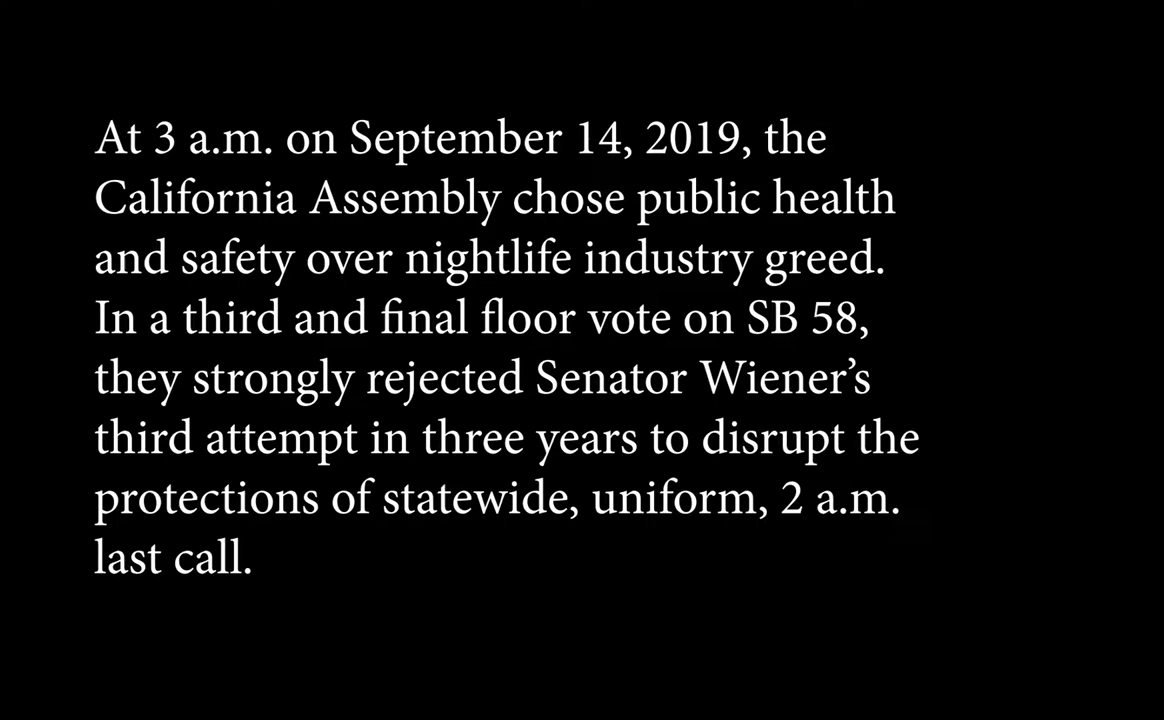 At 3 a.m. on September 14, 2019, the
California Assembly chose public health
and safety over nightlife industry greed.
In a third and final floor vote on SB 58,
they strongly rejected Senator Wiener’s
third attempt in three years to disrupt the
protections of statewide, uniform, 2 a.m.
last call.